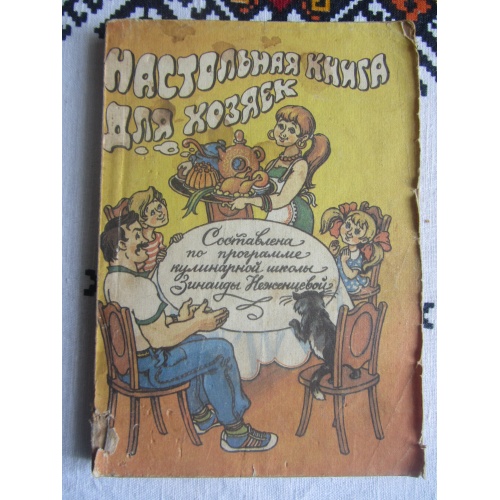 НАСТОЛЬНАЯ КНИГА
ДЛЯ ХОЗЯЕК
Составлена
по программе
кулинарной школы
Зинаиды Неженцевой